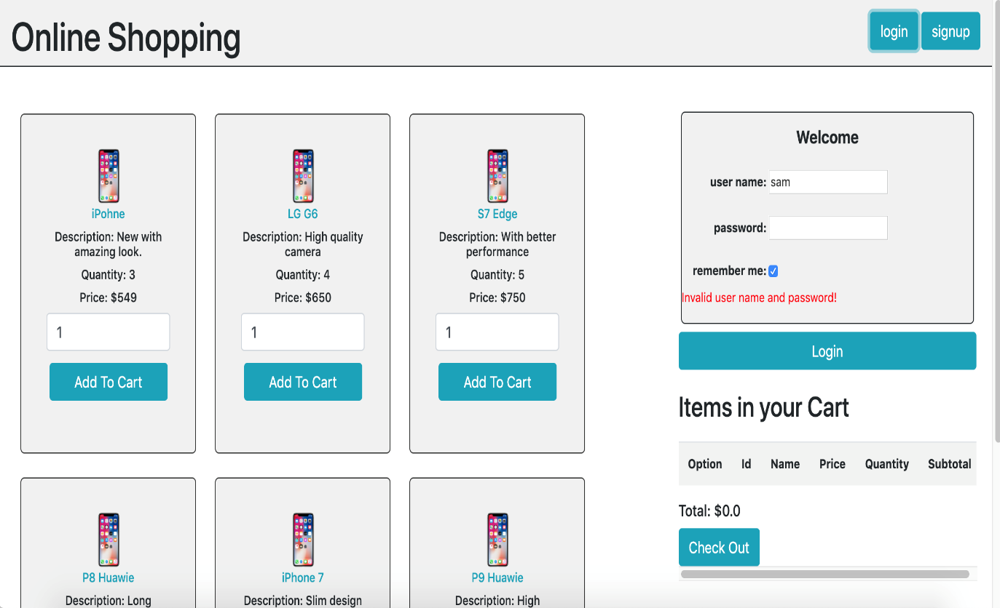 Online Shopping
login
signup
iPohne
Description: New with
amazing look.
Quantity: 3
Price: $549
1
Add To Cart
LG G6
Description: High quality
camera
Quantity: 4
Price: $650
1
Add To Cart
S7 Edge
Description: With better
performance
Quantity: 5
Price: $750
1
Add To Cart
P8 Huawie
Description: Long
iPhone 7
Description: Slim design
P9 Huawie
Description: High
Welcome
user name: sam
password:
remember me:
Invalid user name and password!
Login
Items in your Cart
Option Id Name Price Quantity Subtotal
Total: $0.0
Check Out